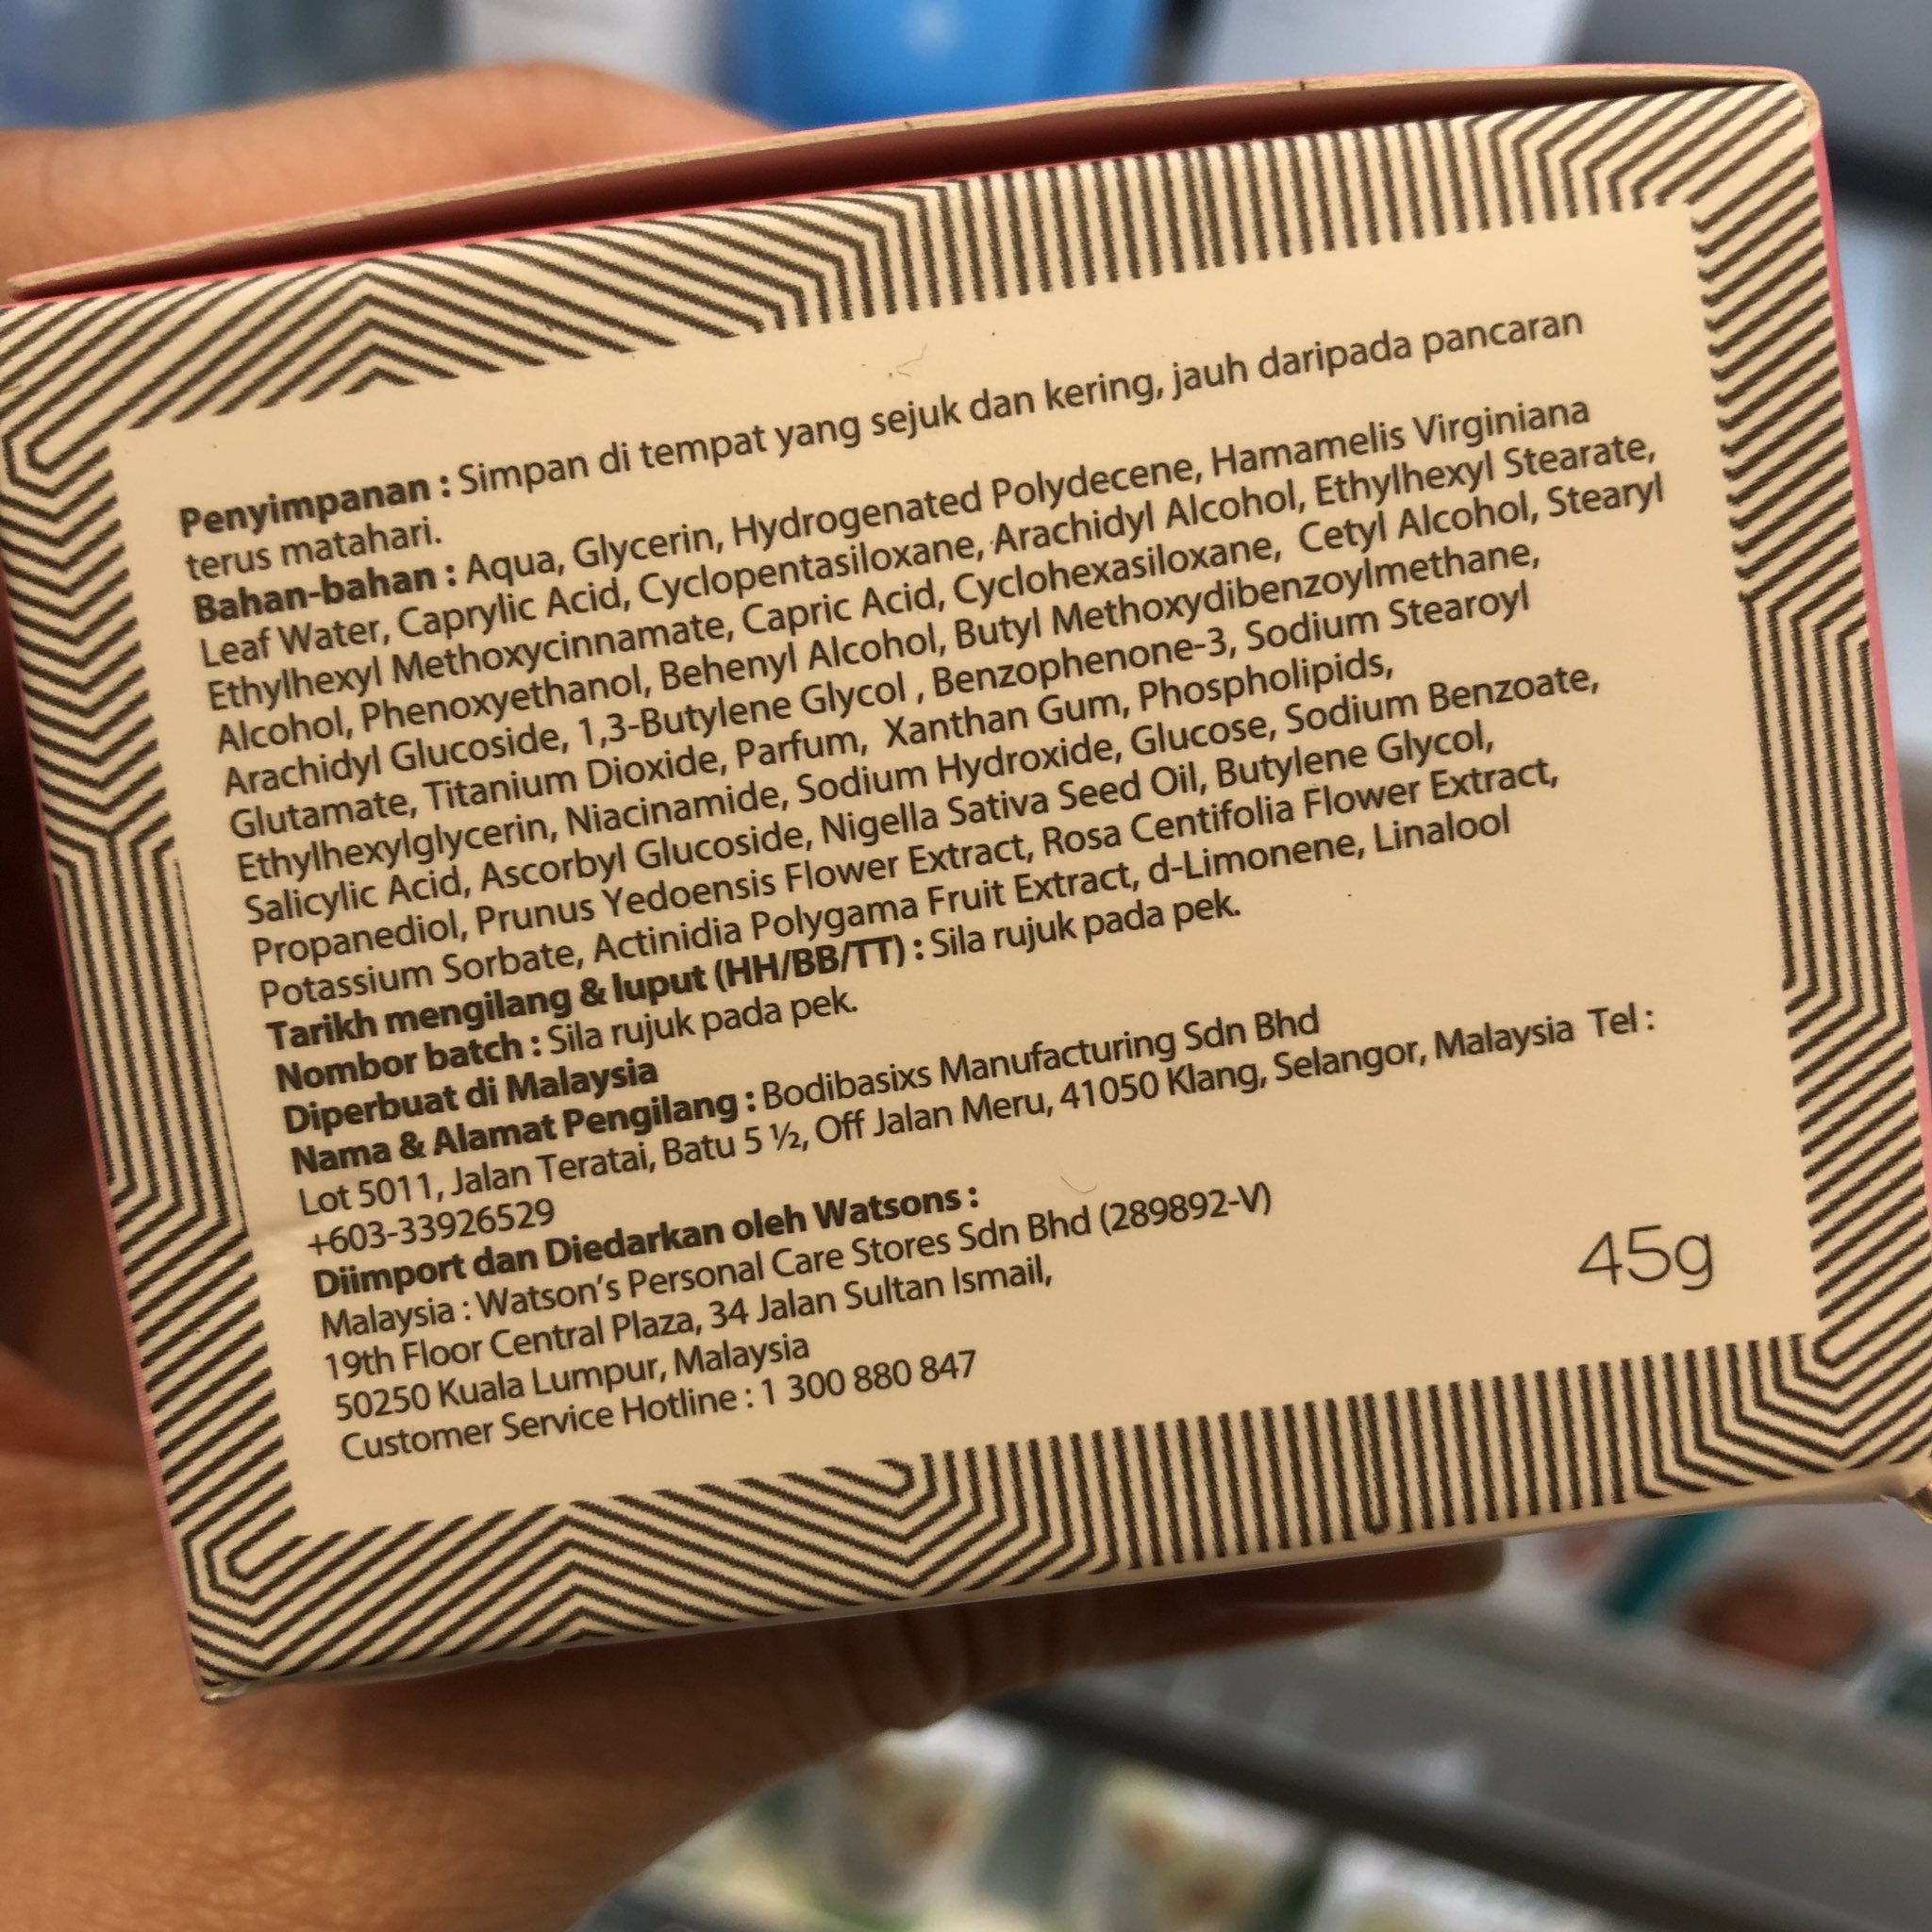 Penyimpanan : Simpan di tempat yang sejuk dan kering, jauh daripada pancaran
terus matahari.
Bahan-bahan : Aqua, Glycerin, Hydrogenated Polydecene, Hamamelis Virginiana
Leaf Water, Caprylic Acid, Cyclopentasiloxane, Arachidyl Alcohol, Ethylhexyl Stearate,
Ethylhexyl Methoxycinnamate, Capric Acid, Cyclohexasiloxane, Cetyl Alcohol, Stearyl
Alcohol, Phenoxyethanol, Behenyl Alcohol, Butyl Methoxydibenzoylmethane,
Arachidyl Glucoside, 1,3-Butylene Glycol , Benzophenone-3, Sodium Stearoyl
Glutamate, Titanium Dioxide, Parfum, Xanthan Gum, Phospholipids,
Ethylhexylglycerin, Niacinamide, Sodium Hydroxide, Glucose, Sodium Benzoate,
Salicylic Acid, Ascorbyl Glucoside, Nigella Sativa Seed Oil, Butylene Glycol,
Propanediol, Prunus Yedoensis Flower Extract, Rosa Centifolia Flower Extract,
Potassium Sorbate, Actinidia Polygama Fruit Extract, d-Limonene, Linalool
Tarikh mengilang & luput (HH/BB/TT) : Sila rujuk pada pek.
Nombor batch : Sila rujuk pada pek.
Diperbuat di Malaysia
Nama & Alamat Pengilang : Bodibasixs Manufacturing Sdn Bhd
Lot 5011, Jalan Teratai, Batu 5 ½, Off Jalan Meru, 41050 Klang, Selangor, Malaysia Tel :
+603-33926529
Diimport dan Diedarkan oleh Watsons :
Malaysia : Watson's Personal Care Stores Sdn Bhd (289892-V)
19th Floor Central Plaza, 34 Jalan Sultan Ismail,
50250 Kuala Lumpur, Malaysia
Customer Service Hotline : 1 300 880 847
45g